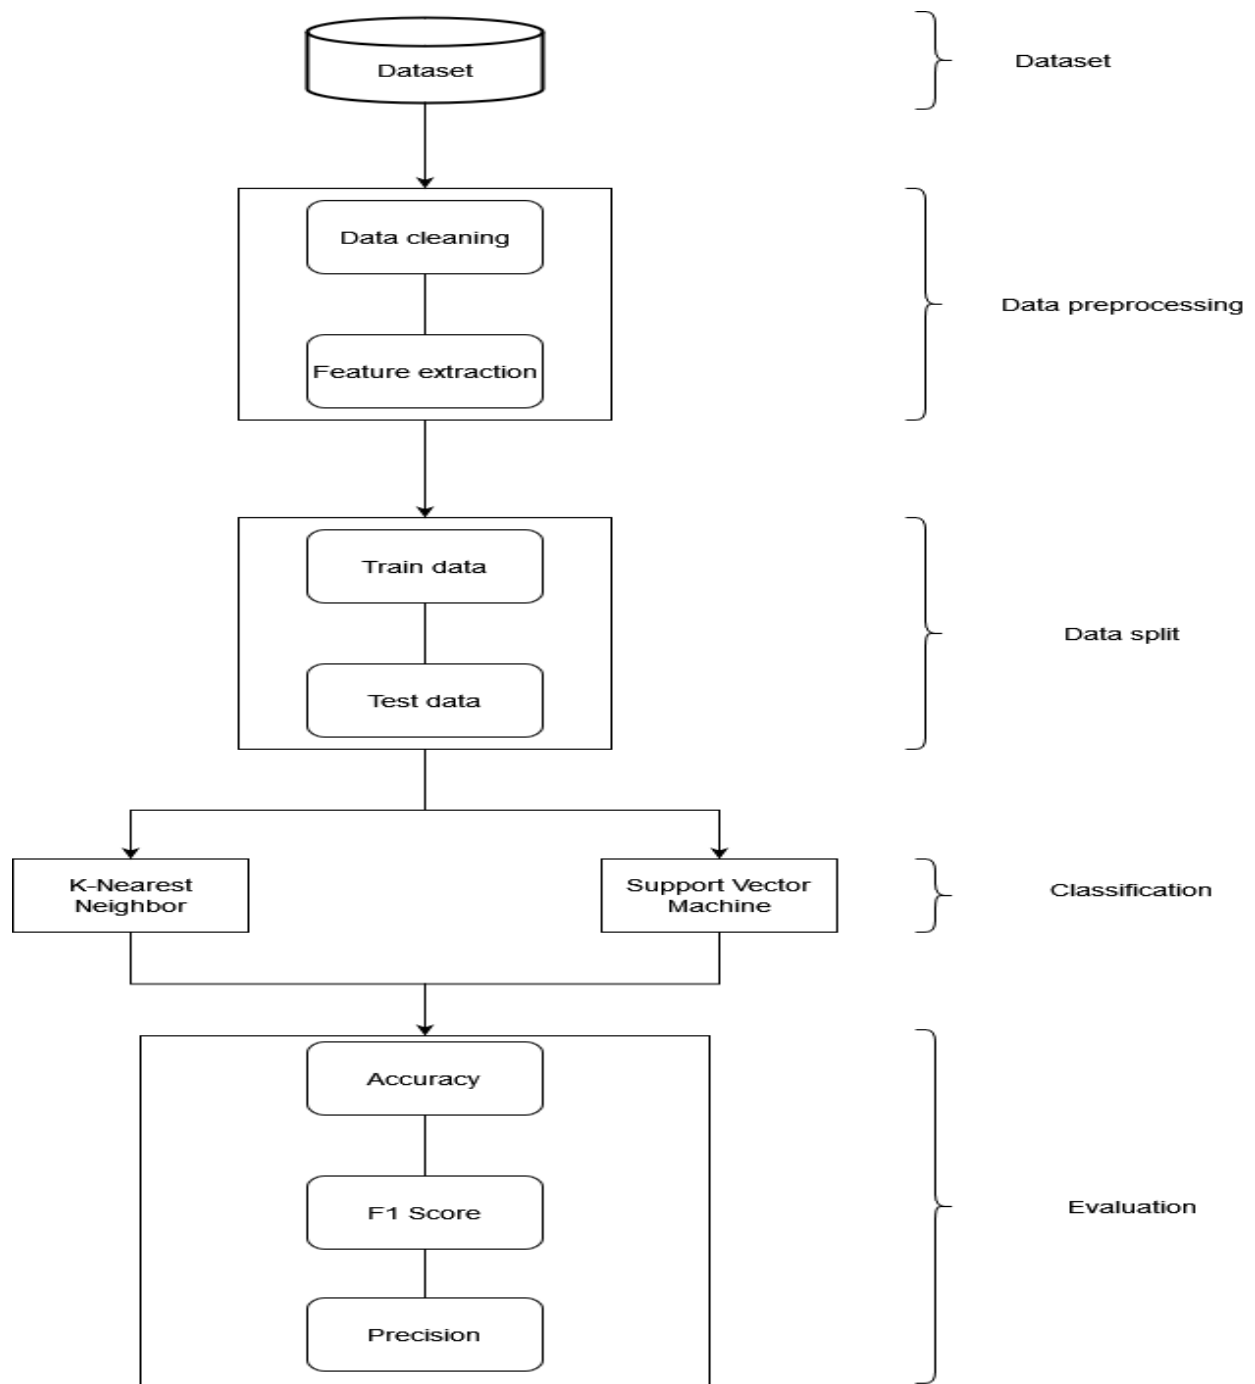 Dataset
Dataset
Data cleaning
Feature extraction
Data preprocessing
Train data
Test data
Data split
K-Nearest
Neighbor
Support Vector
Machine
Classification
Accuracy
F1 Score
Precision
Evaluation